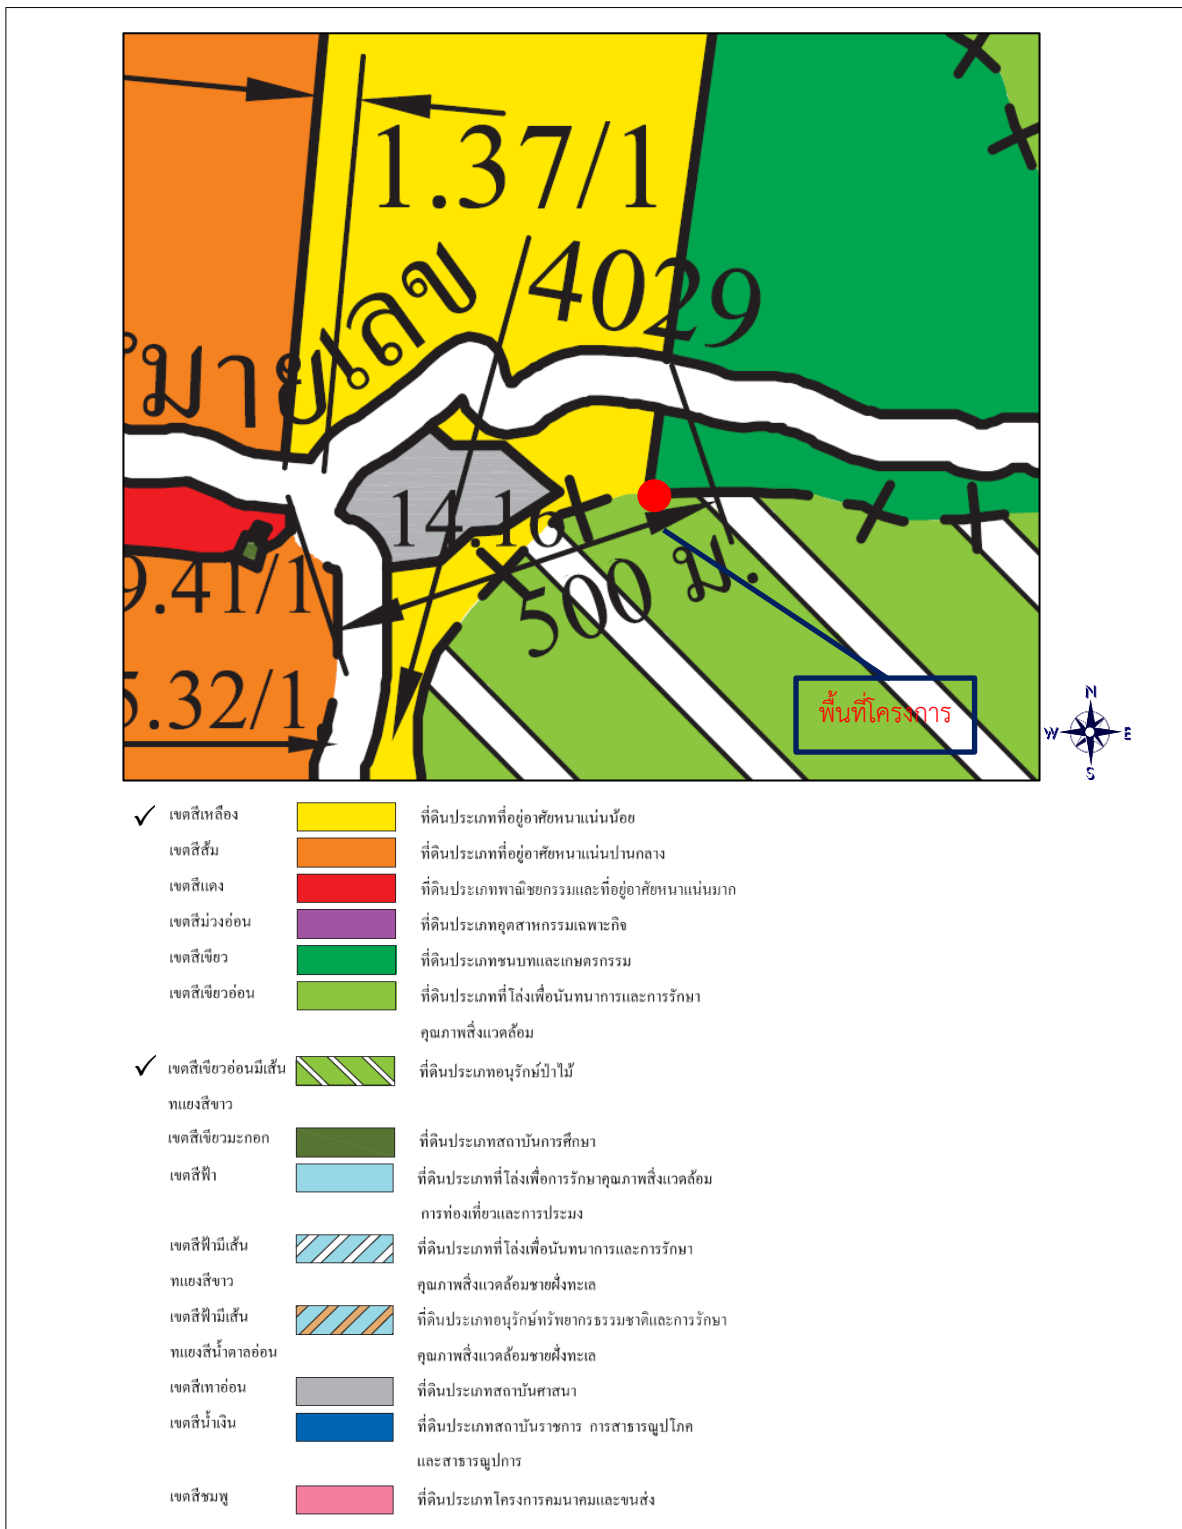 1.37/1
หมายเลข 4029
14.16
500 ม.
9.41/1
5.32/1
พื้นที่โครงการ
N
W E
S
✓ เขตสีเหลือง ที่ดินประเภทที่อยู่อาศัยหนาแน่นน้อย
เขตสีส้ม ที่ดินประเภทที่อยู่อาศัยหนาแน่นปานกลาง
เขตสีแดง ที่ดินประเภทพาณิชยกรรมและที่อยู่อาศัยหนาแน่นมาก
เขตสีม่วงอ่อน ที่ดินประเภทอุตสาหกรรมเฉพาะกิจ
เขตสีเขียว ที่ดินประเภทชนบทและเกษตรกรรม
เขตสีเขียวอ่อน ที่ดินประเภทที่โล่งเพื่อนันทนาการและการรักษา
คุณภาพสิ่งแวดล้อม
✓ เขตสีเขียวอ่อนมีเส้น ที่ดินประเภทอนุรักษ์ป่าไม้
ทแยงสีขาว
เขตสีเขียวมะกอก ที่ดินประเภทสถาบันการศึกษา
เขตสีฟ้า ที่ดินประเภทที่โล่งเพื่อการรักษาคุณภาพสิ่งแวดล้อม
การท่องเที่ยวและการประมง
เขตสีฟ้ามีเส้น ที่ดินประเภทที่โล่งเพื่อนันทนาการและการรักษา
ทแยงสีขาว คุณภาพสิ่งแวดล้อมชายฝั่งทะเล
เขตสีฟ้ามีเส้น ที่ดินประเภทอนุรักษ์ทรัพยากรธรรมชาติและการรักษา
ทแยงสีน้ำตาลอ่อน คุณภาพสิ่งแวดล้อมชายฝั่งทะเล
เขตสีเทาอ่อน ที่ดินประเภทสถาบันศาสนา
เขตสีน้ำเงิน ที่ดินประเภทสถาบันราชการ การสาธารณูปโภค
และสาธารณูปการ
เขตสีชมพู ที่ดินประเภทโครงการคมนาคมและขนส่ง